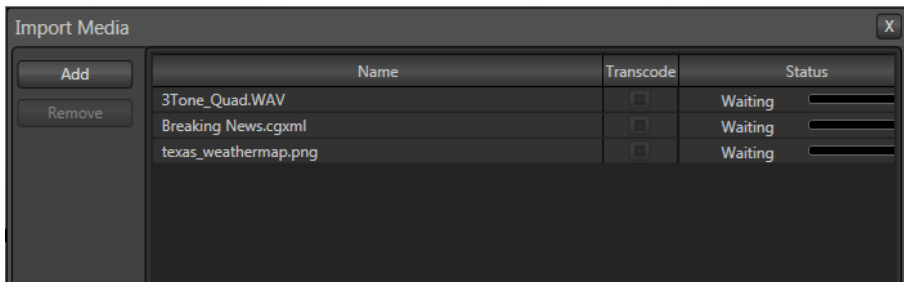 Import Media X
Add Name Transcode Status
3Tone_Quad.WAV Waiting
Remove
Breaking News.cgxml Waiting
texas_weathermap.png Waiting